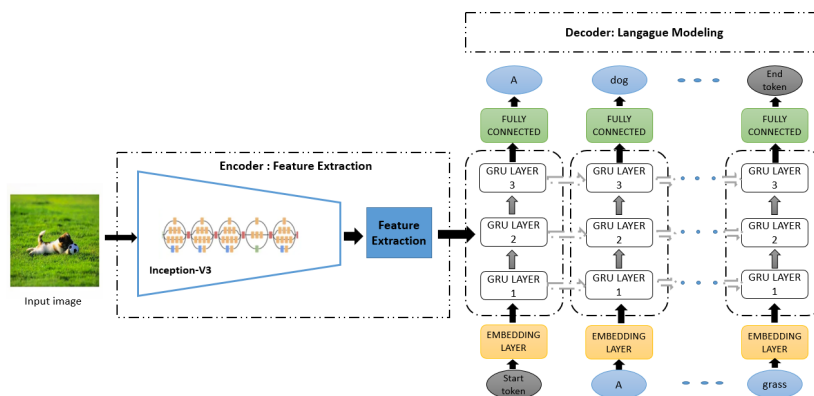 Decoder: Langague Modeling
A
dog
End
token
FULLY
CONNECTED
FULLY
CONNECTED
FULLY
CONNECTED
Encoder : Feature Extraction
GRU LAYER
3
GRU LAYER
3
GRU LAYER
3
Feature
Extraction
GRU LAYER
2
GRU LAYER
2
GRU LAYER
2
Inception-V3
GRU LAYER
1
GRU LAYER
1
GRU LAYER
1
Input image
EMBEDDING
LAYER
EMBEDDING
LAYER
EMBEDDING
LAYER
Start
token
A
grass